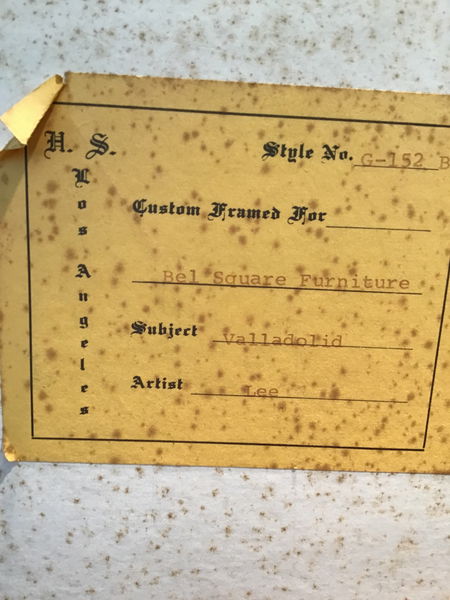 H. S.
Los Angeles
Style No. G-152 B
Custom Framed For
Bel Square Furniture
Subject Valladolid
Artist Lee